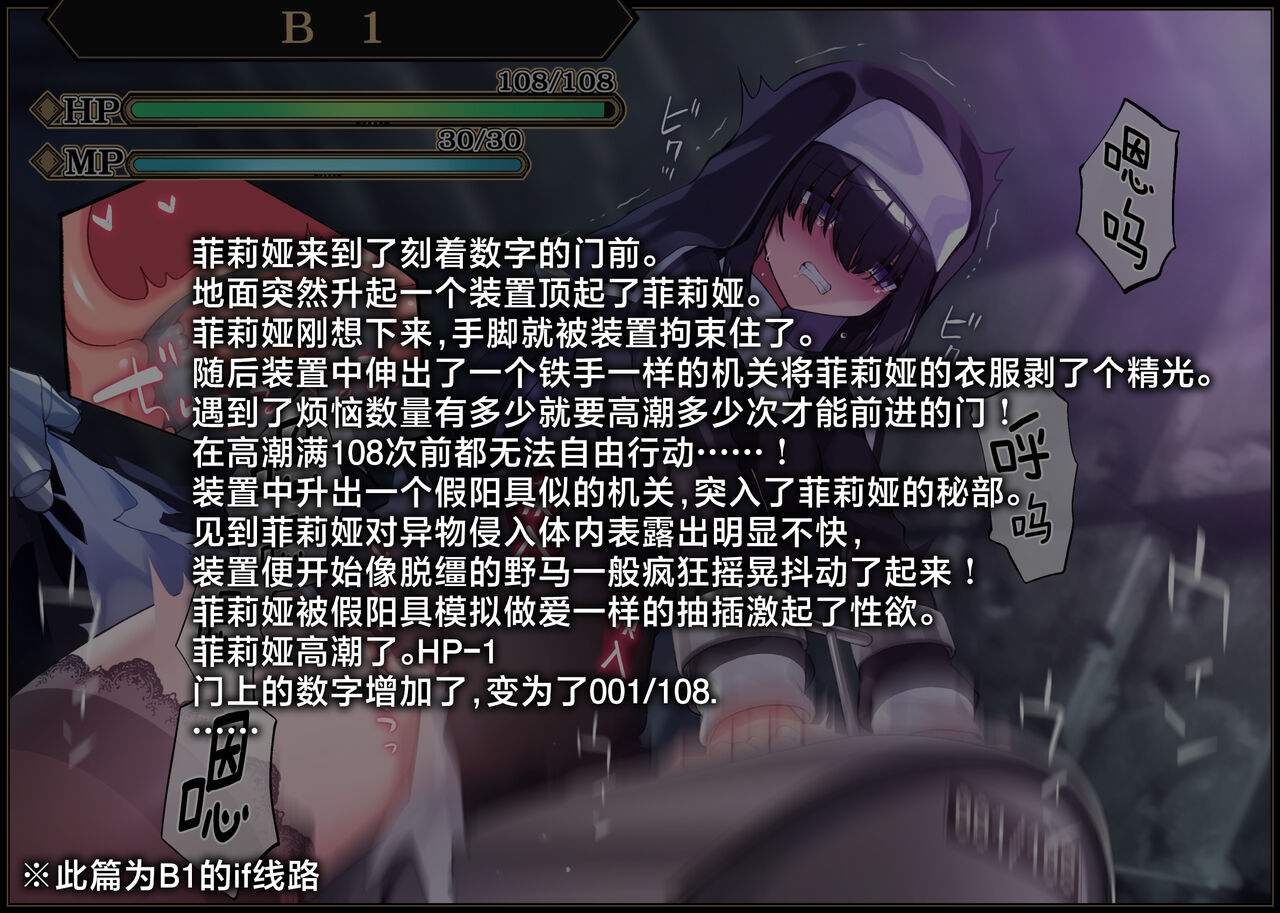 B 1
108/108
HP
30/30
MP
嗯呜
菲莉娅来到了刻着数字的门前。
地面突然升起一个装置顶起了菲莉娅。
菲莉娅刚想下来,手脚就被装置拘束住了。
随后装置中伸出了一个铁手一样的机关将菲莉娅的衣服剥了个精光。
遇到了烦恼数量有多少就要高潮多少次才能前进的门！
在高潮满108次前都无法自由行动……！
装置中升出一个假阳具似的机关,突入了菲莉娅的秘部。
见到菲莉娅对异物侵入体内表露出明显不快,
装置便开始像脱缰的野马一般疯狂摇晃抖动了起来！
菲莉娅被假阳具模拟做爱一样的抽插激起了性欲。
菲莉娅高潮了。HP-1
门上的数字增加了,变为了001/108.
……
呼呜
嗯
001/108
※此篇为B1的if线路